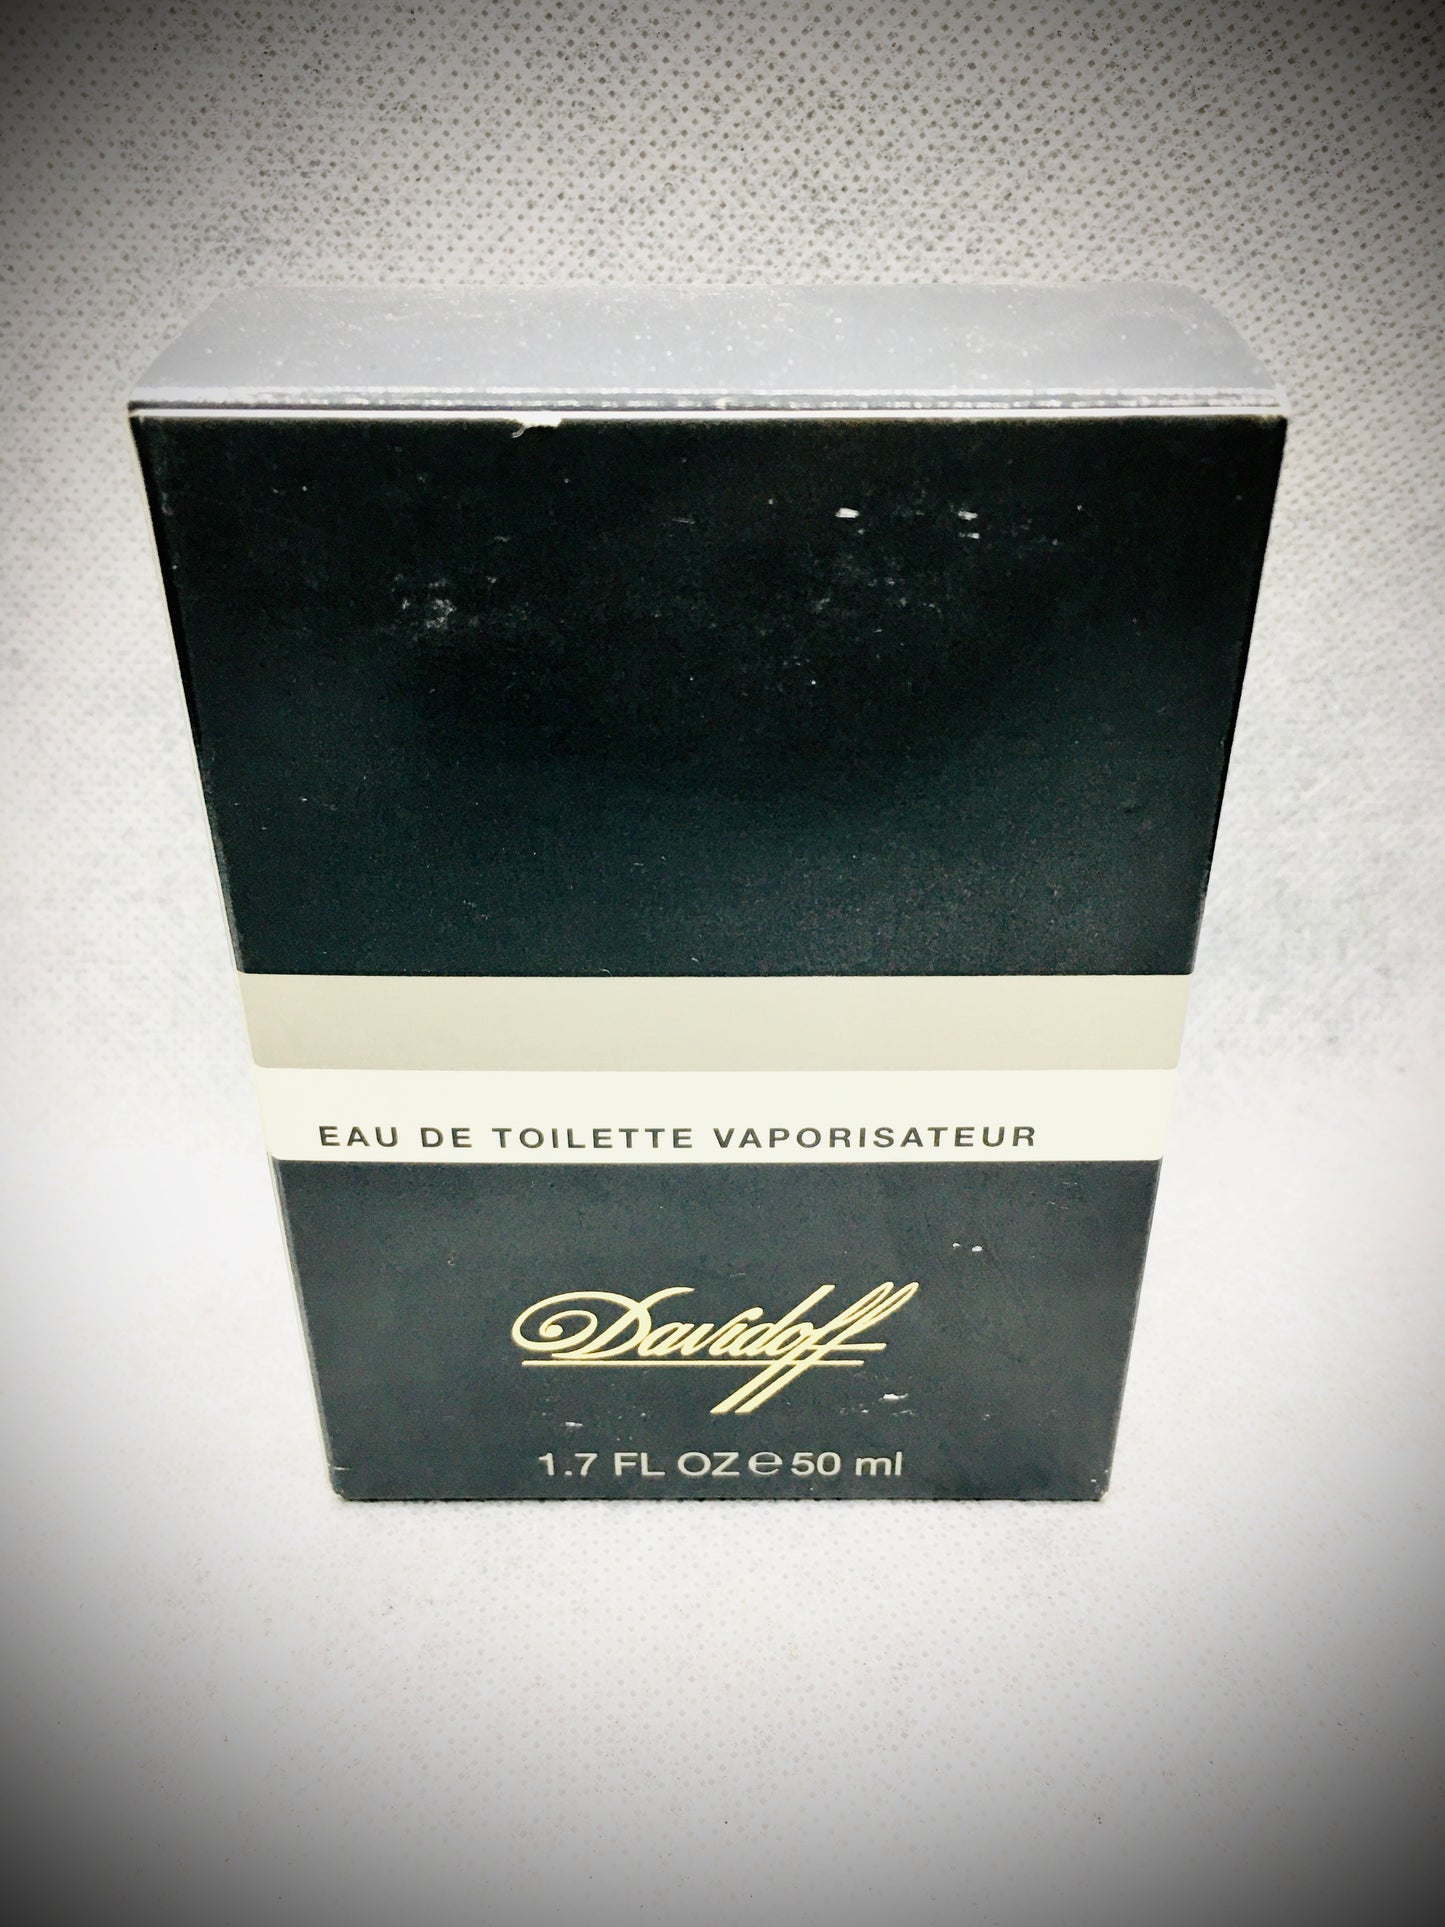 EAU DE TOILETTE VAPORISATEUR
Davidoff
1.7 FL OZ ℮ 50 ml